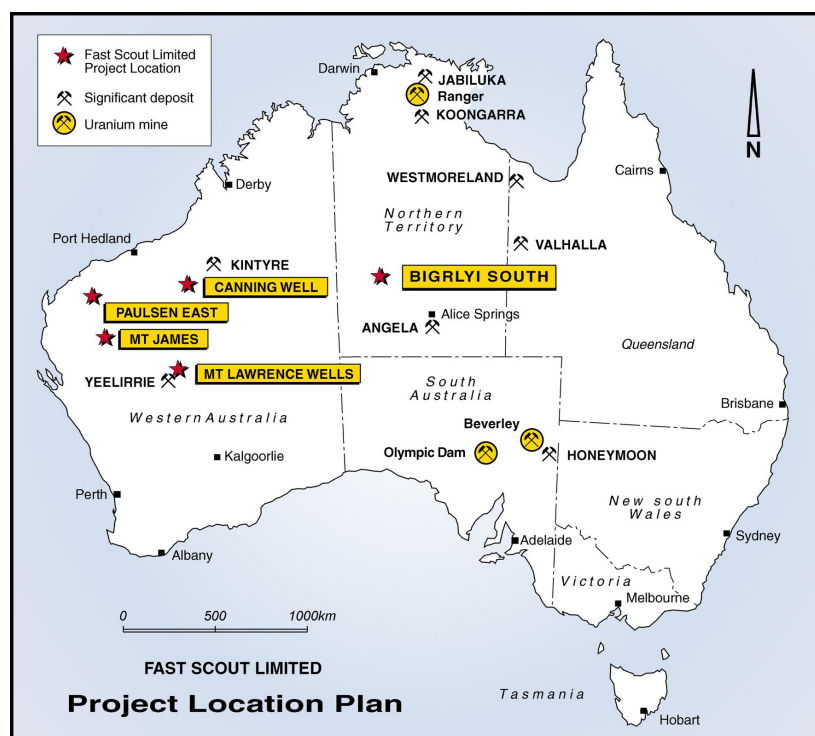 Fast Scout Limited
Project Location
Significant deposit
Uranium mine
Darwin
JABILUKA
Ranger
KOONGARRA
N
WESTMORELAND
Cairns
Derby
Northern
Territory
Port Hedland
VALHALLA
KINTYRE
BIGRLYI SOUTH
CANNING WELL
PAULSEN EAST
Alice Springs
ANGELA
MT JAMES
Queensland
MT LAWRENCE WELLS
YEELIRRIE
South
Australia
Western Australia
Brisbane
Beverley
Olympic Dam
HONEYMOON
Kalgoorlie
Perth
New south
Wales
Sydney
Adelaide
Albany
Victoria
Melbourne
0 500 1000km
FAST SCOUT LIMITED
Project Location Plan
Tasmania
Hobart